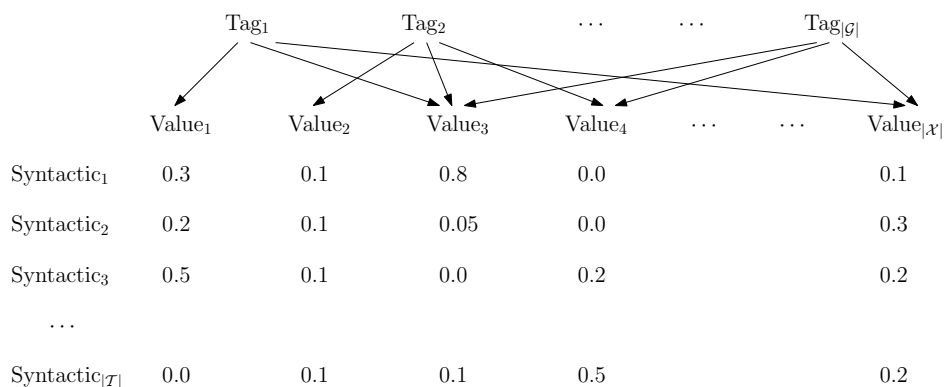 Tag₁ Tag₂ ··· ··· Tag|𝒢|
Value₁ Value₂ Value₃ Value₄ ··· ··· Value|𝒳|
Syntactic₁ 0.3 0.1 0.8 0.0 0.1
Syntactic₂ 0.2 0.1 0.05 0.0 0.3
Syntactic₃ 0.5 0.1 0.0 0.2 0.2
···
Syntactic|𝒯| 0.0 0.1 0.1 0.5 0.2